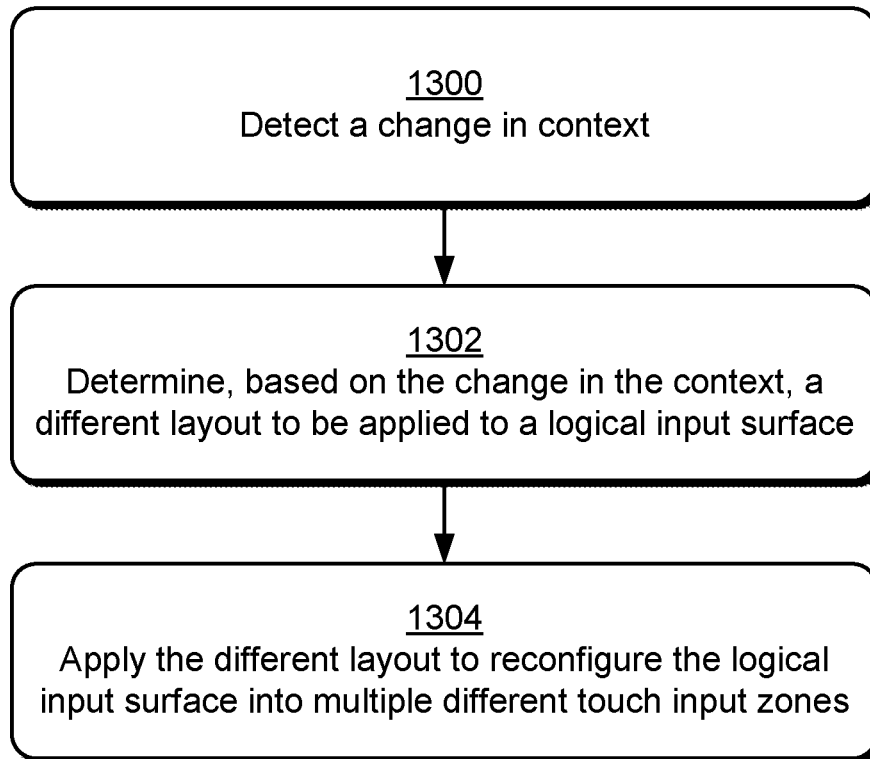 1300
Detect a change in context
1302
Determine, based on the change in the context, a
different layout to be applied to a logical input surface
1304
Apply the different layout to reconfigure the logical
input surface into multiple different touch input zones